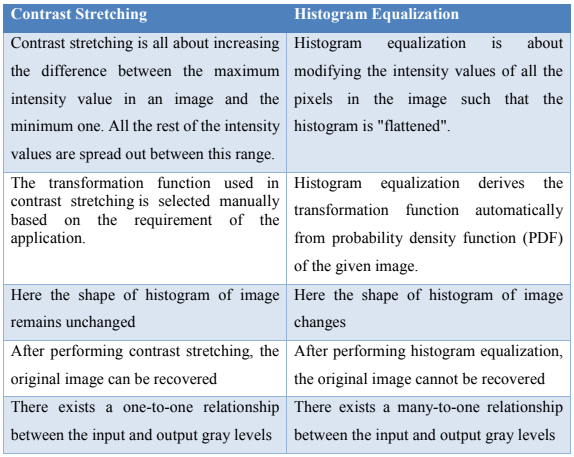 Contrast Stretching
Histogram Equalization
Contrast stretching is all about increasing
the difference between the maximum
intensity value in an image and the
minimum one. All the rest of the intensity
values are spread out between this range.
Histogram equalization is about
modifying the intensity values of all the
pixels in the image such that the
histogram is "flattened".
The transformation function used in
contrast stretching is selected manually
based on the requirement of the
application.
Histogram equalization derives the
transformation function automatically
from probability density function (PDF)
of the given image.
Here the shape of histogram of image
remains unchanged
Here the shape of histogram of image
changes
After performing contrast stretching, the
original image can be recovered
After performing histogram equalization,
the original image cannot be recovered
There exists a one-to-one relationship
between the input and output gray levels
There exists a many-to-one relationship
between the input and output gray levels